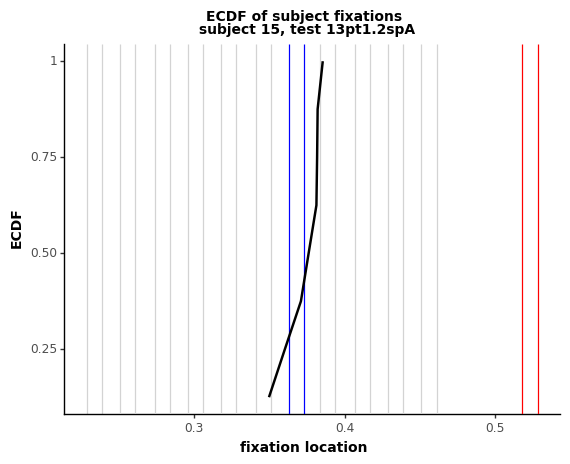 ECDF of subject fixations
subject 15, test 13pt1.2spA
1
0.75
0.50
0.25
ECDF
0.3
0.4
0.5
fixation location